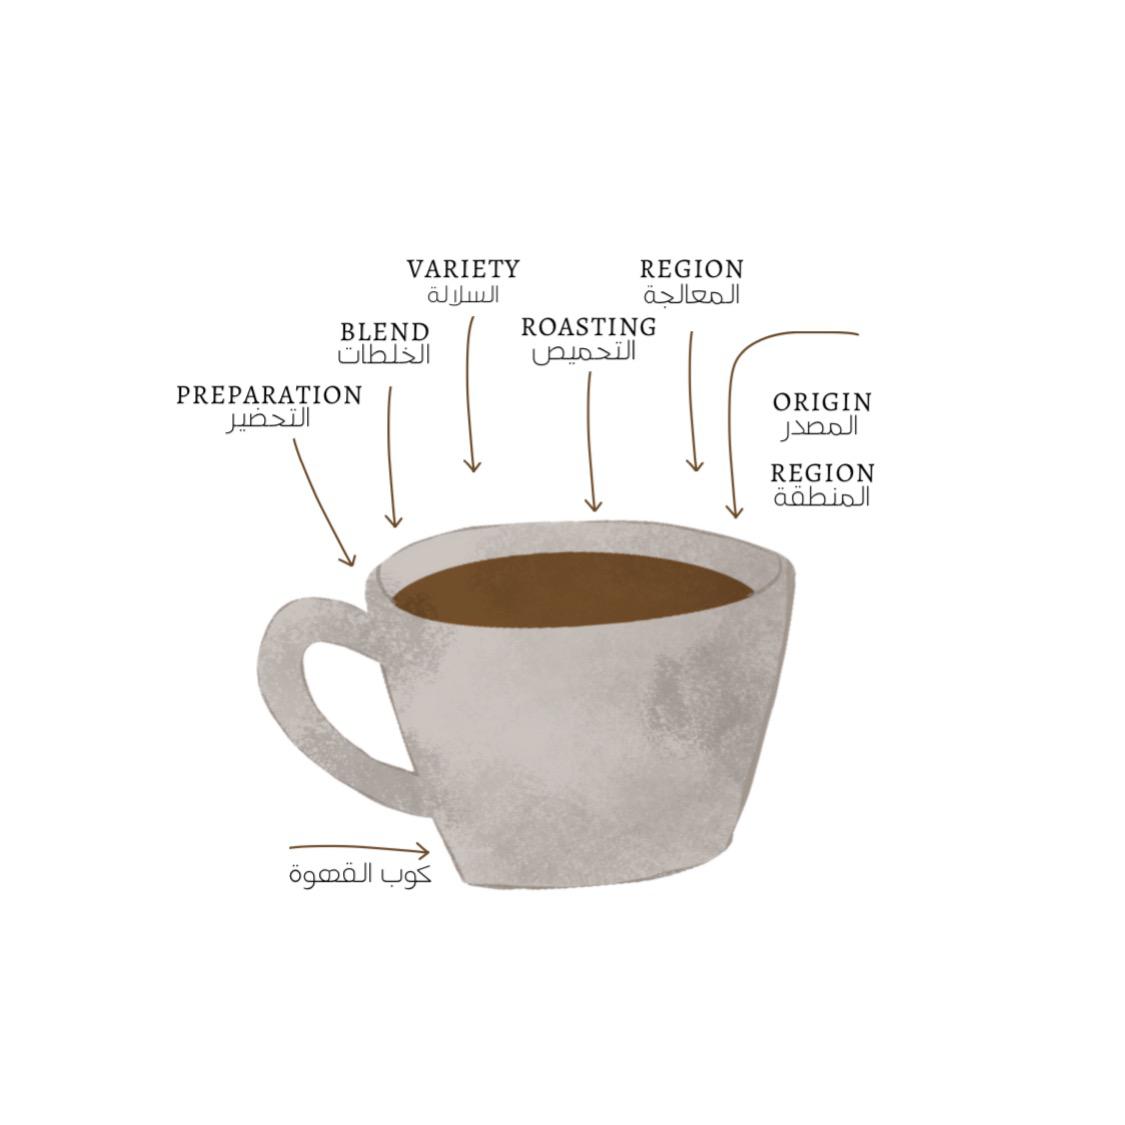 VARIETY
السلالة
REGION
المعالجة
BLEND
الخلطات
ROASTING
التحميص
PREPARATION
التحضير
ORIGIN
المصدر
REGION
المنطقة
كوب القهوة